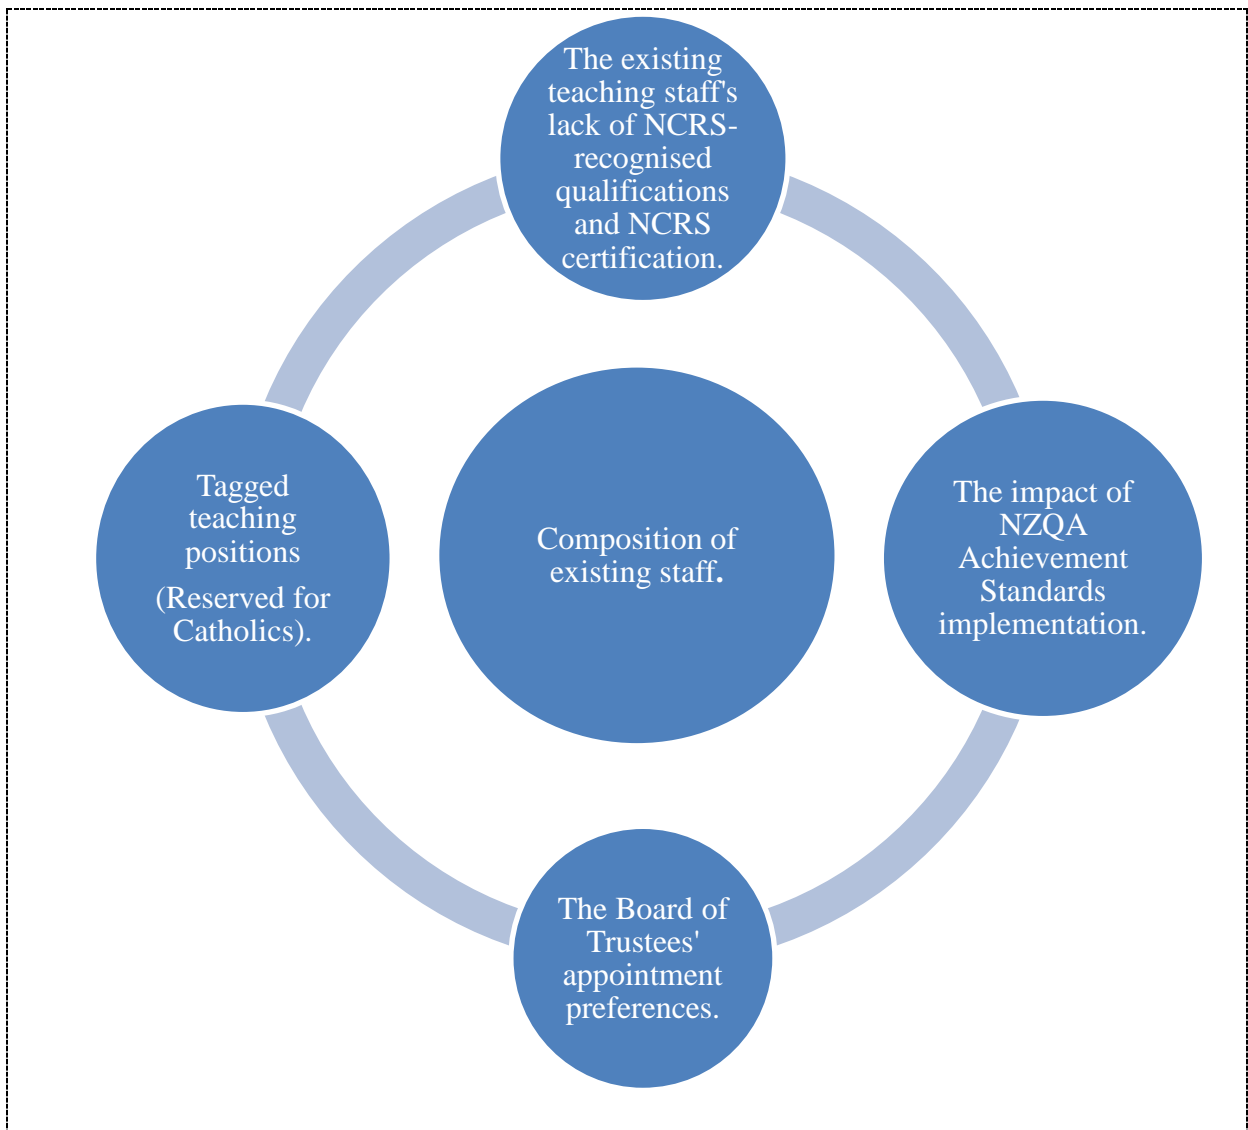 The existing
teaching staff's
lack of NCRS-
recognised
qualifications
and NCRS
certification.
Tagged
teaching
positions
(Reserved for
Catholics).
Composition of
existing staff.
The impact of
NZQA
Achievement
Standards
implementation.
The Board of
Trustees'
appointment
preferences.